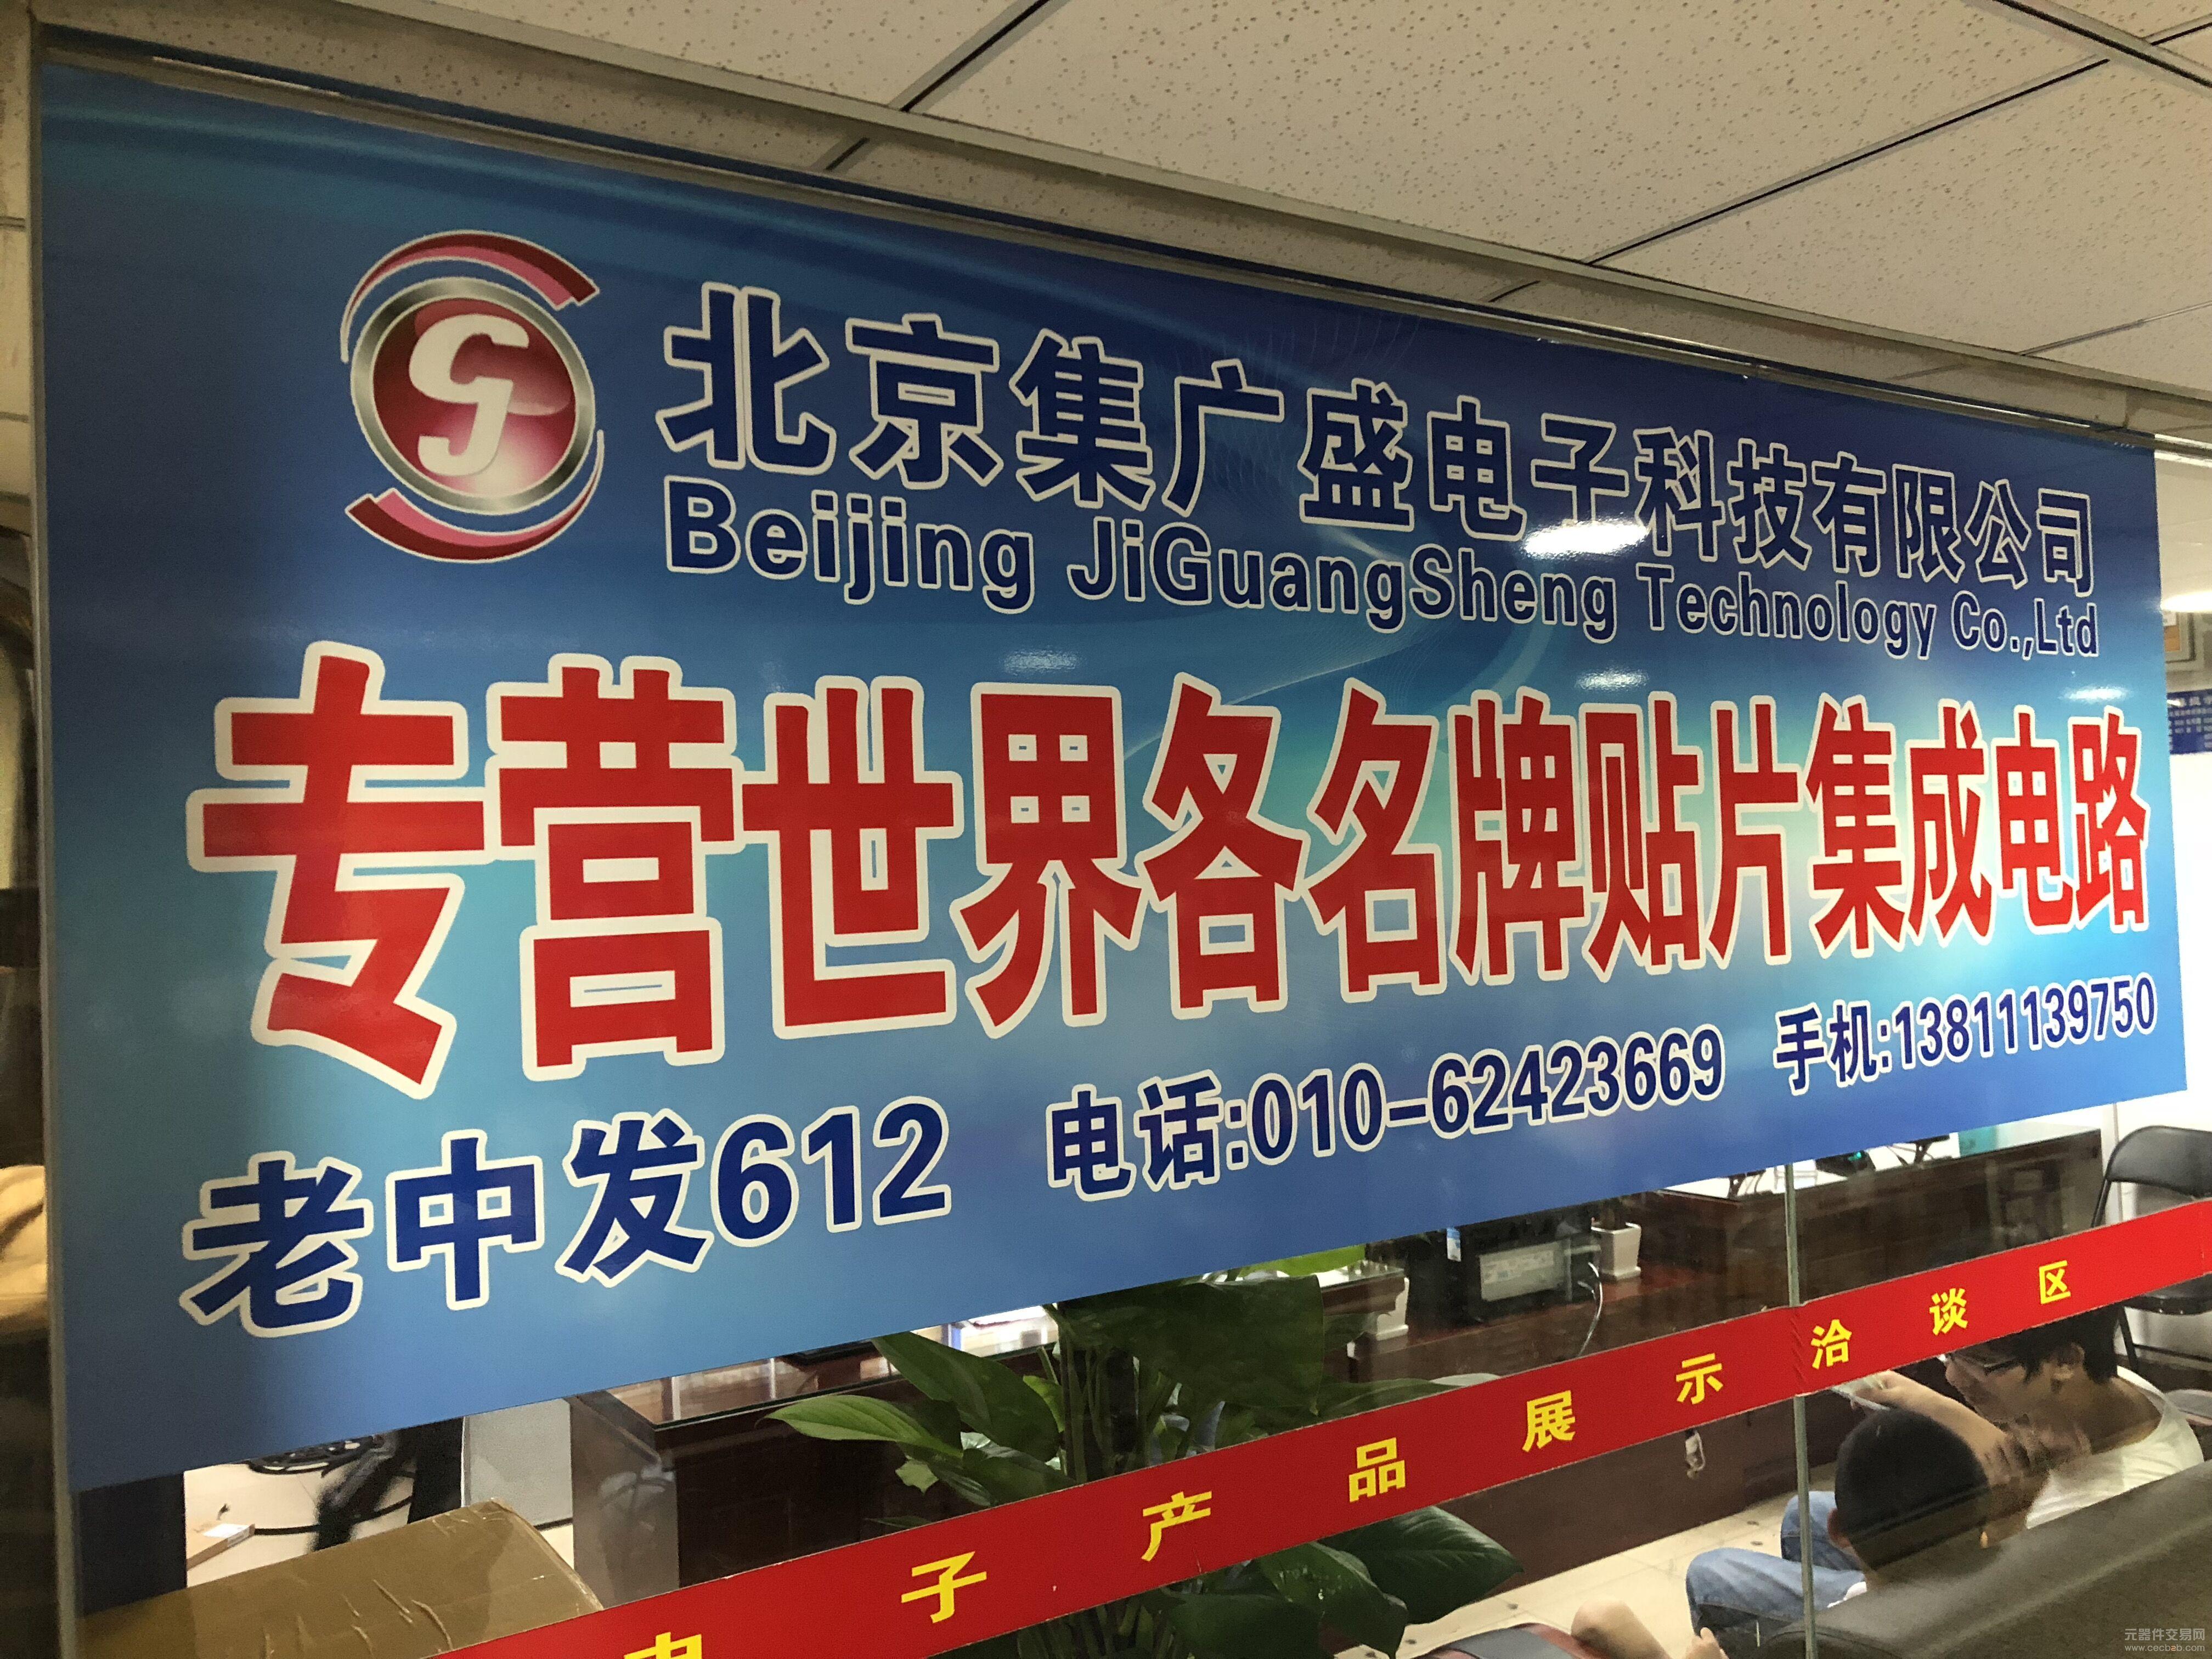 北京集广盛电子科技有限公司
Beijing JiGuangSheng Technology Co.,Ltd
专营世界各名牌贴片集成电路
老中发612 电话:010-62423669 手机:13811139750
电子产品展示洽谈区
元器件交易网
www.cecb2b.com